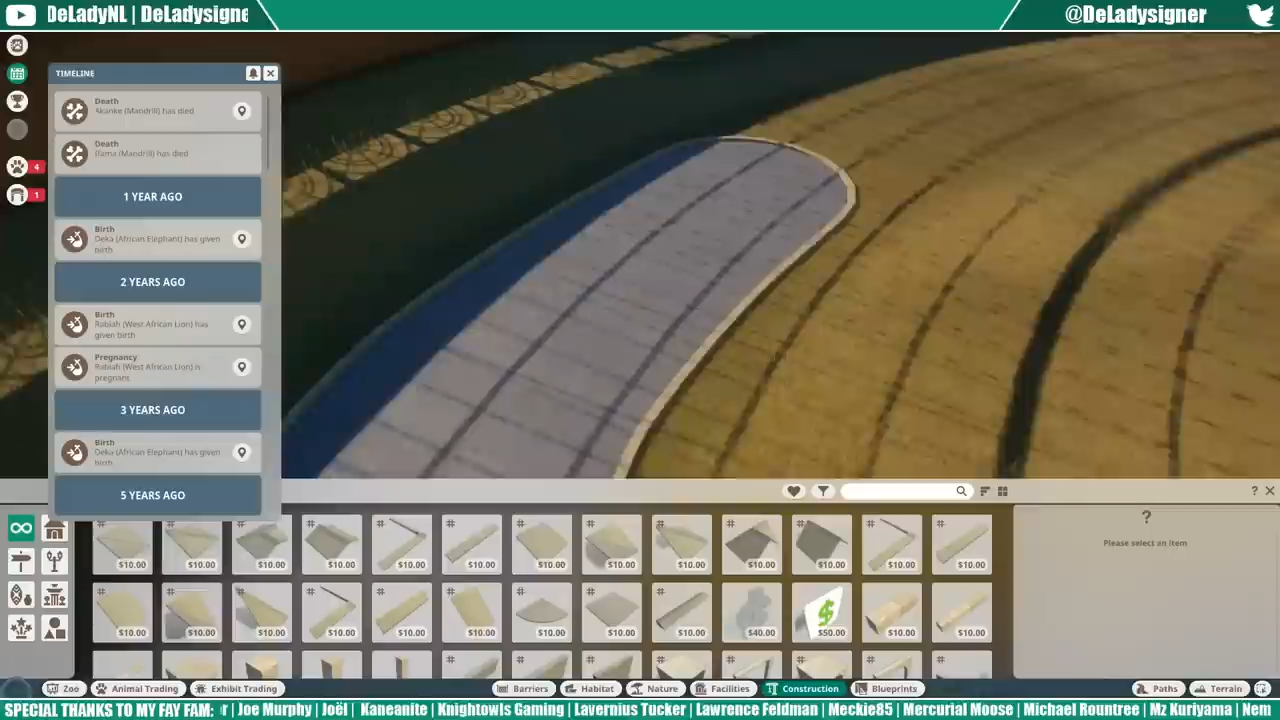 DeLadyNL | DeLadysigne
@DeLadysigner
TIMELINE
Death
Akanke (Mandrill) has died
Death
Ifama (Mandrill) has died
1 YEAR AGO
Birth
Deka (African Elephant) has given
birth
2 YEARS AGO
Birth
Rabiah (West African Lion) has
given birth
Pregnancy
Rabiah (West African Lion) is
pregnant
3 YEARS AGO
Birth
Deka (African Elephant) has given
birth
5 YEARS AGO
4
1
? 
?
Please select an item
$10.00 $10.00 $10.00 $10.00 $10.00 $10.00 $10.00 $10.00 $10.00 $10.00 $10.00 $10.00 $10.00
$10.00 $10.00 $10.00 $10.00 $10.00 $10.00 $10.00 $10.00 $10.00 $40.00 $50.00 $10.00 $10.00
Zoo Animal Trading Exhibit Trading Barriers Habitat Nature Facilities Construction Blueprints Paths Terrain
SPECIAL THANKS TO MY FAY FAM: r | Joe Murphy | Joël | Kaneanite | Knightowls Gaming | Lavernius Tucker | Lawrence Feldman | Meckie85 | Mercurial Moose | Michael Rountree | Mz Kuriyama | Nem